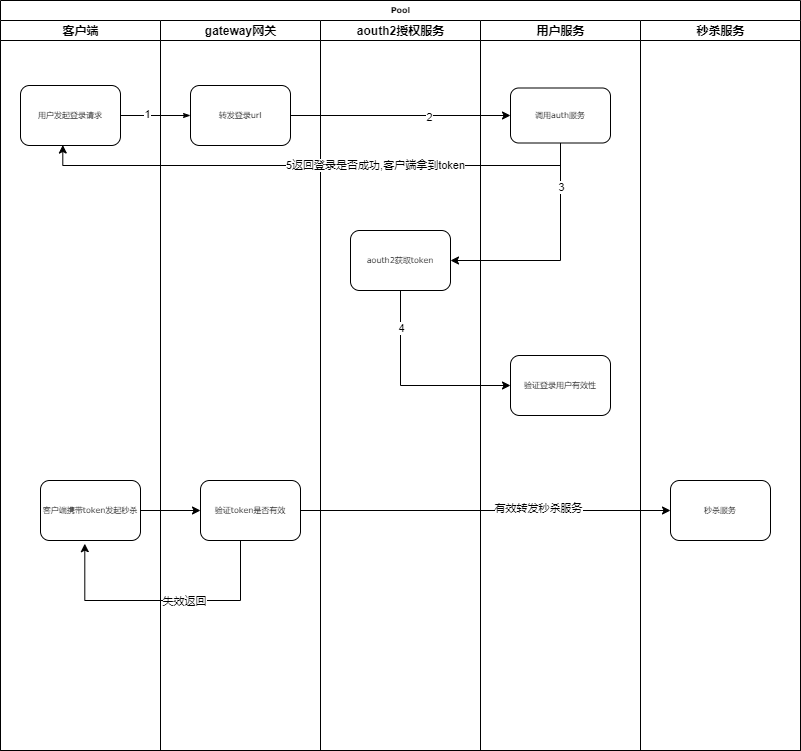 Pool
客户端
gateway网关
aouth2授权服务
用户服务
秒杀服务
用户发起登录请求
1
转发登录url
2
调用auth服务
5返回登录是否成功,客户端拿到token
3
aouth2获取token
4
验证登录用户有效性
客户端携带token发起秒杀
验证token是否有效
有效转发秒杀服务
秒杀服务
失效返回